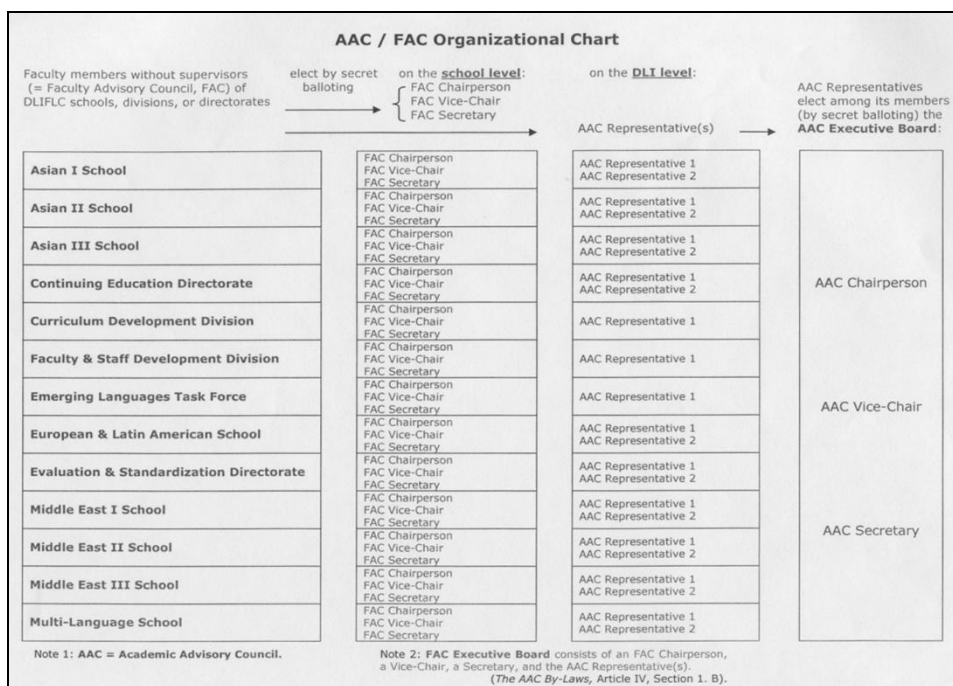 AAC / FAC Organizational Chart
Faculty members without supervisors
(= Faculty Advisory Council, FAC) of
DLIFLC schools, divisions, or directorates
elect by secret
balloting
on the school level:
FAC Chairperson
FAC Vice-Chair
FAC Secretary
on the DLI level:
AAC Representative(s)
AAC Representatives
elect among its members
(by secret balloting) the
AAC Executive Board:
Asian I School
FAC Chairperson
FAC Vice-Chair
FAC Secretary
AAC Representative 1
AAC Representative 2
Asian II School
FAC Chairperson
FAC Vice-Chair
FAC Secretary
AAC Representative 1
AAC Representative 2
Asian III School
FAC Chairperson
FAC Vice-Chair
FAC Secretary
AAC Representative 1
AAC Representative 2
Continuing Education Directorate
FAC Chairperson
FAC Vice-Chair
FAC Secretary
AAC Representative 1
AAC Representative 2
Curriculum Development Division
FAC Chairperson
FAC Vice-Chair
FAC Secretary
AAC Representative 1
Faculty & Staff Development Division
FAC Chairperson
FAC Vice-Chair
FAC Secretary
AAC Representative 1
Emerging Languages Task Force
FAC Chairperson
FAC Vice-Chair
FAC Secretary
AAC Representative 1
European & Latin American School
FAC Chairperson
FAC Vice-Chair
FAC Secretary
AAC Representative 1
AAC Representative 2
Evaluation & Standardization Directorate
FAC Chairperson
FAC Vice-Chair
FAC Secretary
AAC Representative 1
AAC Representative 2
Middle East I School
FAC Chairperson
FAC Vice-Chair
FAC Secretary
AAC Representative 1
AAC Representative 2
Middle East II School
FAC Chairperson
FAC Vice-Chair
FAC Secretary
AAC Representative 1
AAC Representative 2
Middle East III School
FAC Chairperson
FAC Vice-Chair
FAC Secretary
AAC Representative 1
AAC Representative 2
Multi-Language School
FAC Chairperson
FAC Vice-Chair
FAC Secretary
AAC Representative 1
AAC Representative 2
AAC Chairperson
AAC Vice-Chair
AAC Secretary
Note 1: AAC = Academic Advisory Council.
Note 2: FAC Executive Board consists of an FAC Chairperson,
a Vice-Chair, a Secretary, and the AAC Representative(s).
(The AAC By-Laws, Article IV, Section 1. B).